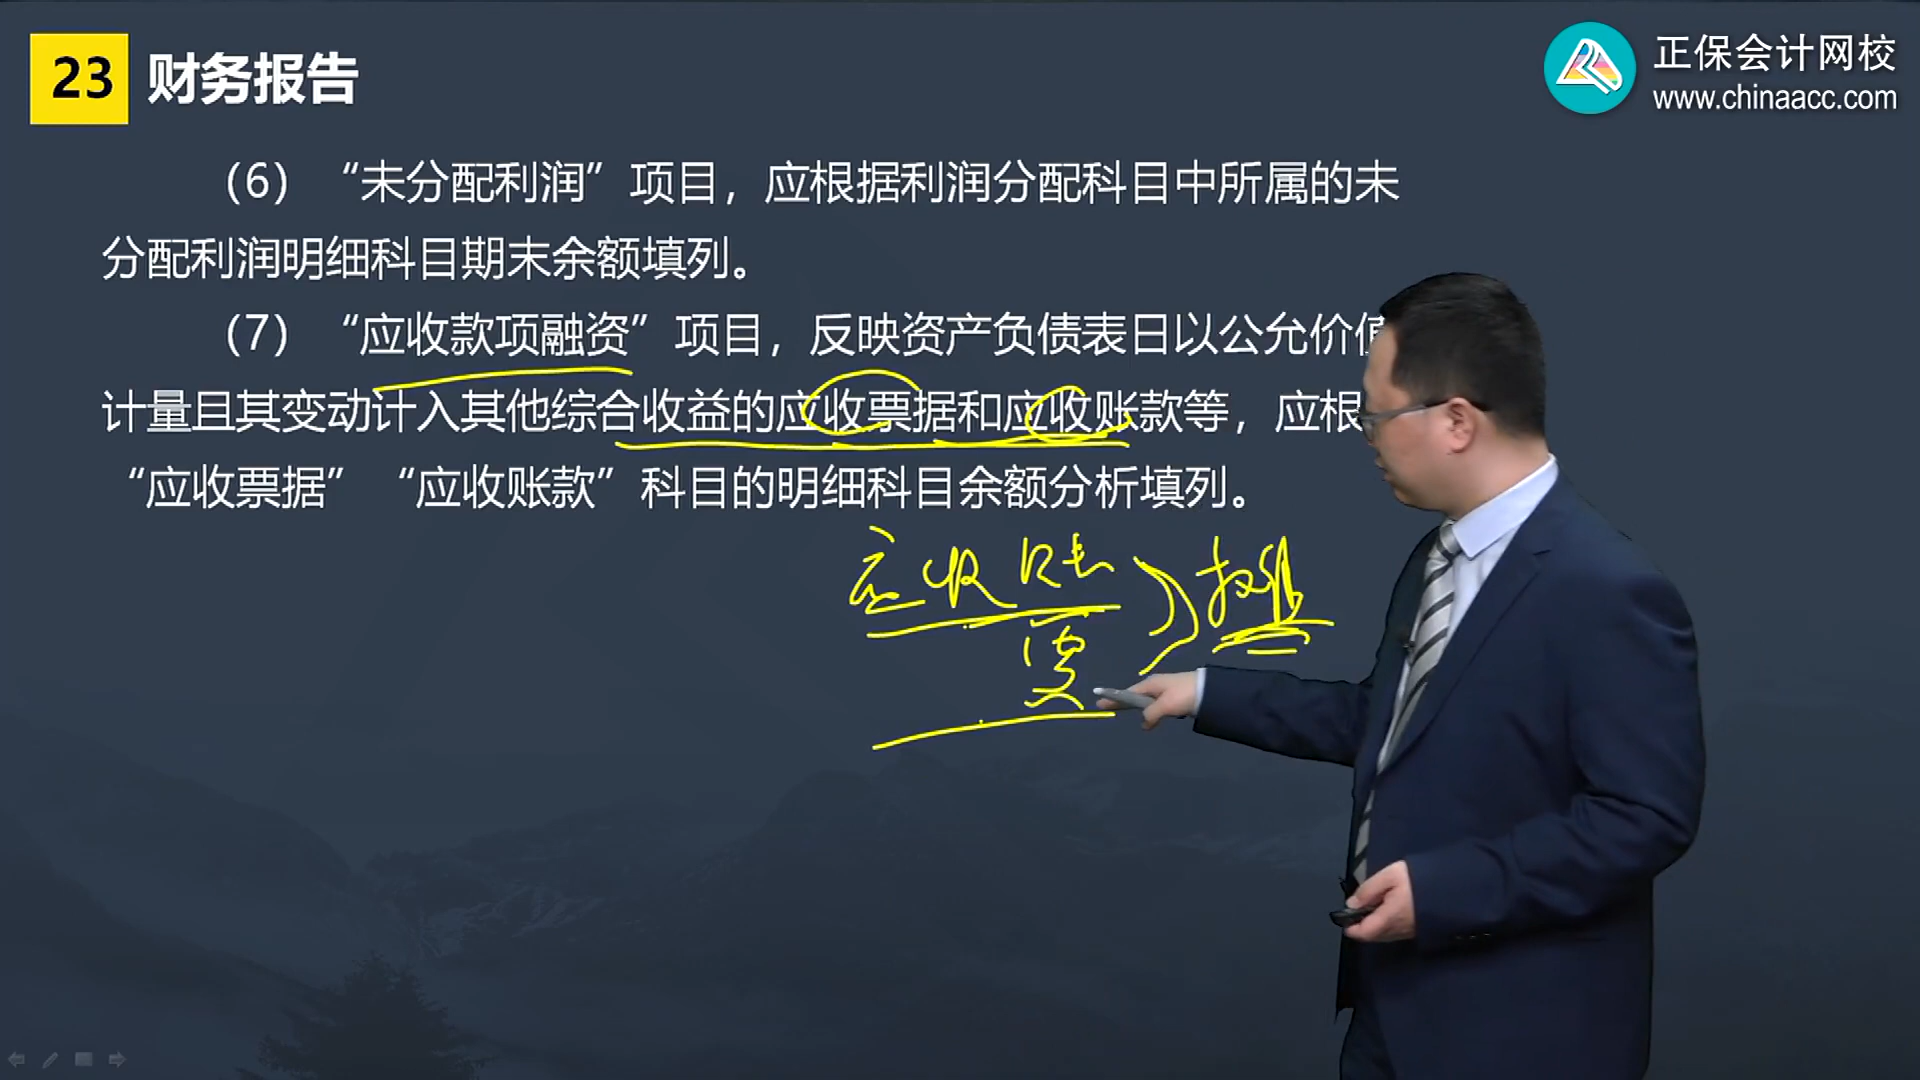 23 财务报告
正保会计网校
www.chinaacc.com
(6)“未分配利润”项目，应根据利润分配科目中所属的未
分配利润明细科目期末余额填列。
(7)“应收款项融资”项目，反映资产负债表日以公允价值
计量且其变动计入其他综合收益的应收票据和应收账款等，应根
“应收票据”“应收账款”科目的明细科目余额分析填列。
应收账